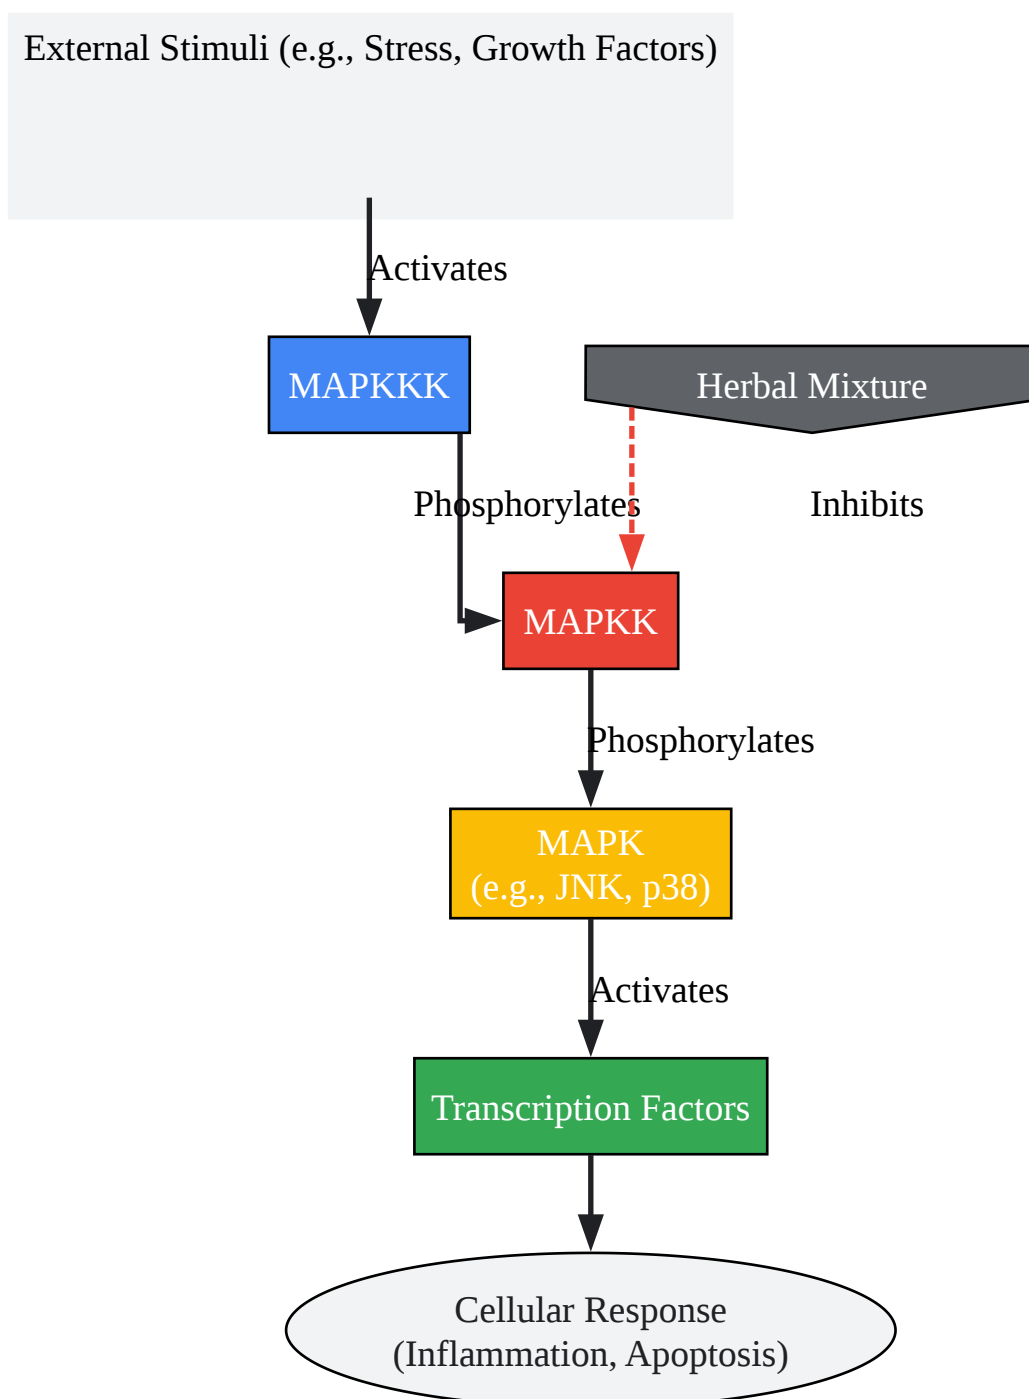 External Stimuli (e.g., Stress, Growth Factors)
Activates
MAPKKK
Herbal Mixture
Phosphorylates
Inhibits
MAPKK
Phosphorylates
MAPK
(e.g., JNK, p38)
Activates
Transcription Factors
Cellular Response
(Inflammation, Apoptosis)